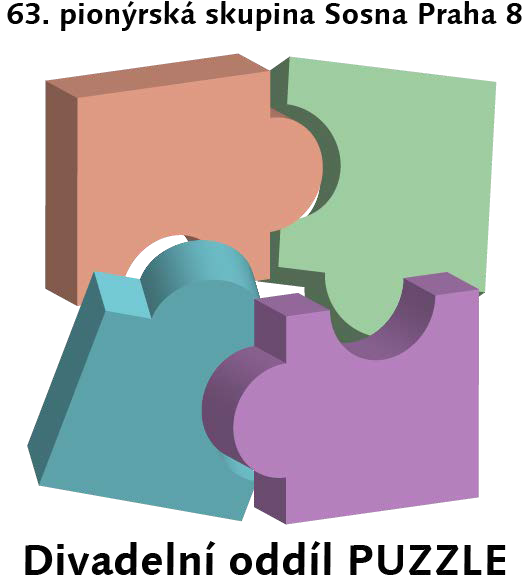 63. pionýrská skupina Sosna Praha 8
Divadelní oddíl PUZZLE